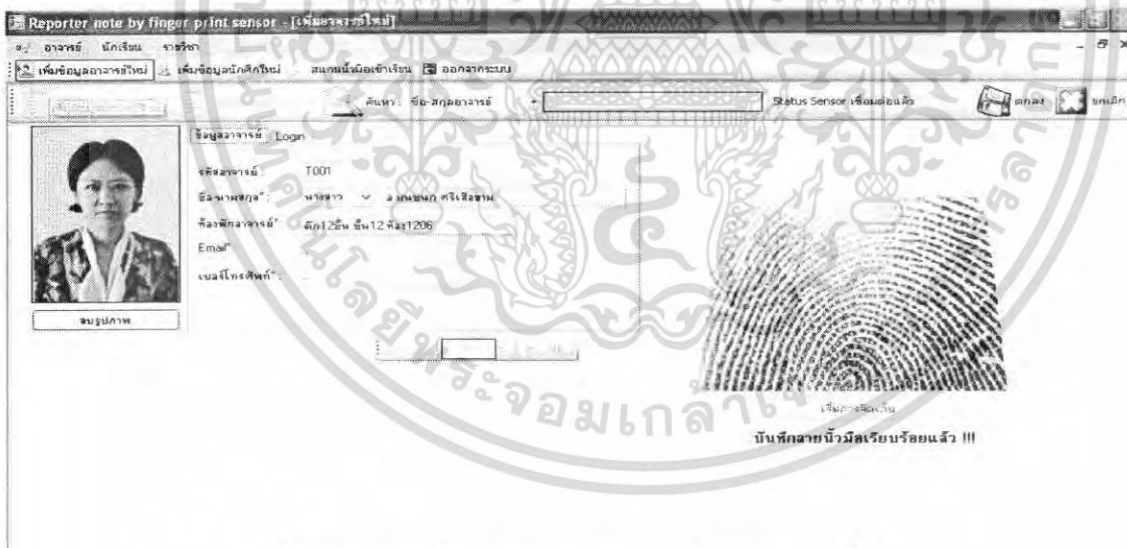 Reporter note by finger print sensor - [เพิ่มอาจารย์ใหม่]
อาจารย์ นักเรียน รายวิชา
เพิ่มข้อมูลอาจารย์ใหม่ เพิ่มข้อมูลนักศึกใหม่ สแกนนิ้วมือเข้าเรียน ออกจากระบบ
ค้นหา : ชื่อ-สกุลอาจารย์ Status Sensor เชื่อมต่อแล้ว ตกลง ยกเลิก
ข้อมูลอาจารย์ Login
รหัสอาจารย์ : T001
ชื่อ-นามสกุล* : นางสาว
ห้องพักอาจารย์* ตึก12ชั้น ชั้น12 ห้อง1206
Email*
เบอร์โทรศัพท์* :
ลบรูปภาพ
เริ่มการจัดเก็บ
บันทึกลายนิ้วมือเรียบร้อยแล้ว !!!